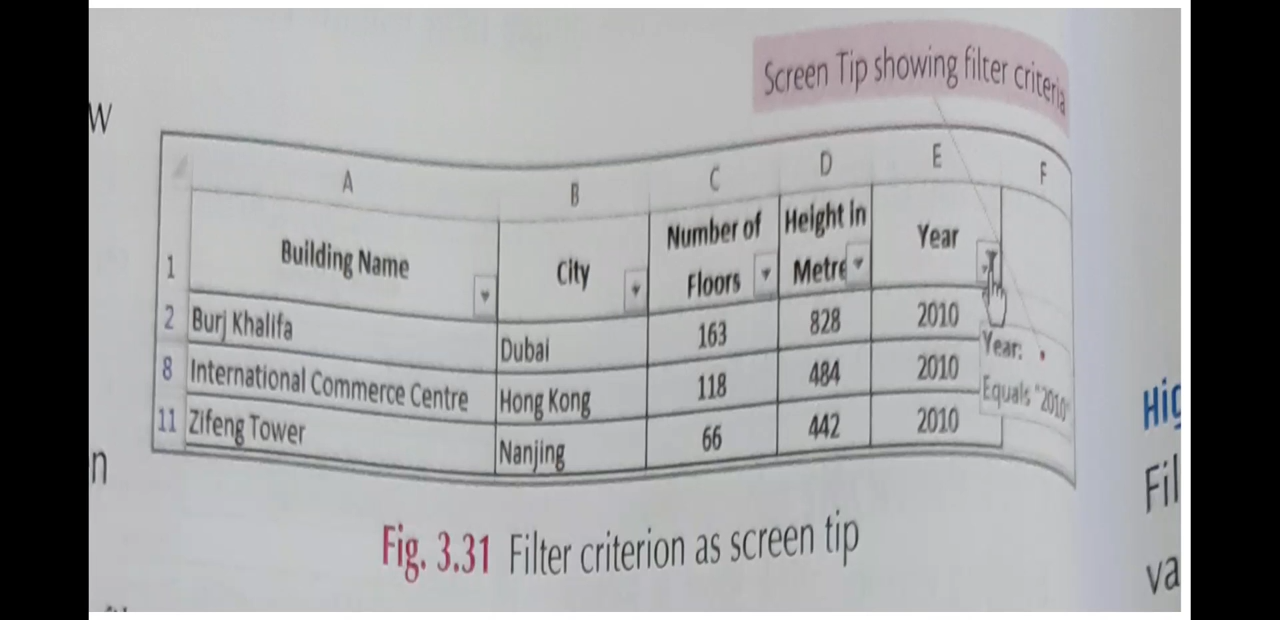 Screen Tip showing filter criteria
W
A B C D E F
1 Building Name City Number of Floors Height in Metre Year
2 Burj Khalifa Dubai 163 828 2010
8 International Commerce Centre Hong Kong 118 484 2010
11 Zifeng Tower Nanjing 66 442 2010
Year:
Equals "2010"
n
Fig. 3.31 Filter criterion as screen tip
Hig
Fil
va